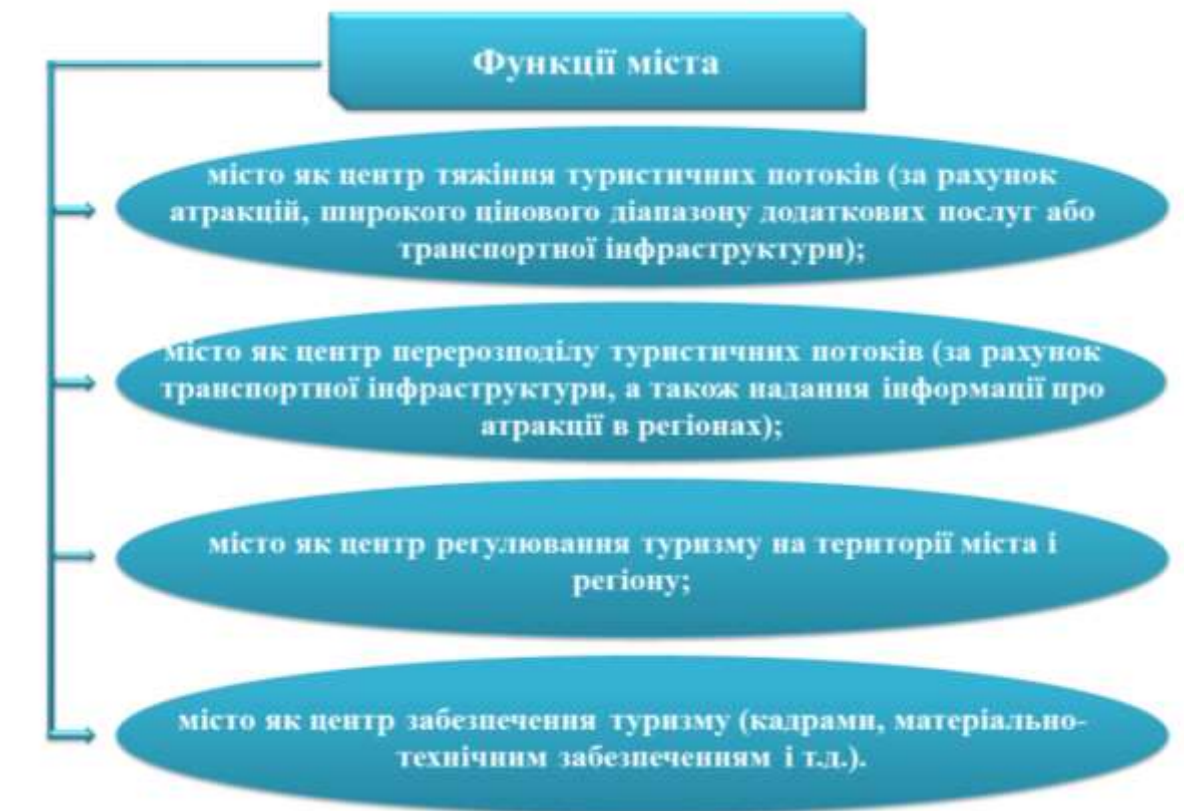 Функції міста
місто як центр тяжіння туристичних потоків (за рахунок
атракцій, широкого цінового діапазону додаткових послуг або
транспортної інфраструктури);
місто як центр перерозподілу туристичних потоків (за рахунок
транспортної інфраструктури, а також надання інформації про
атракції в регіонах);
місто як центр регулювання туризму на території міста і
регіону;
місто як центр забезпечення туризму (кадрами, матеріально-
технічним забезпеченням і т.д.).